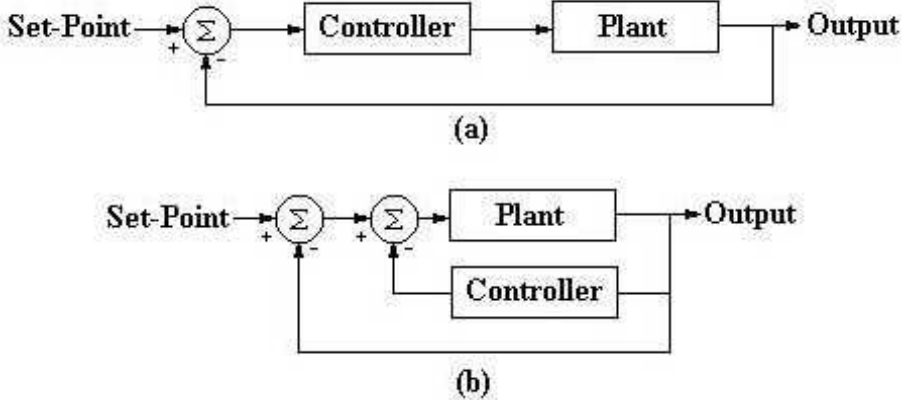 Set-Point + Σ - Controller Plant Output
(a)
Set-Point + Σ - + Σ - Plant Output
Controller
(b)